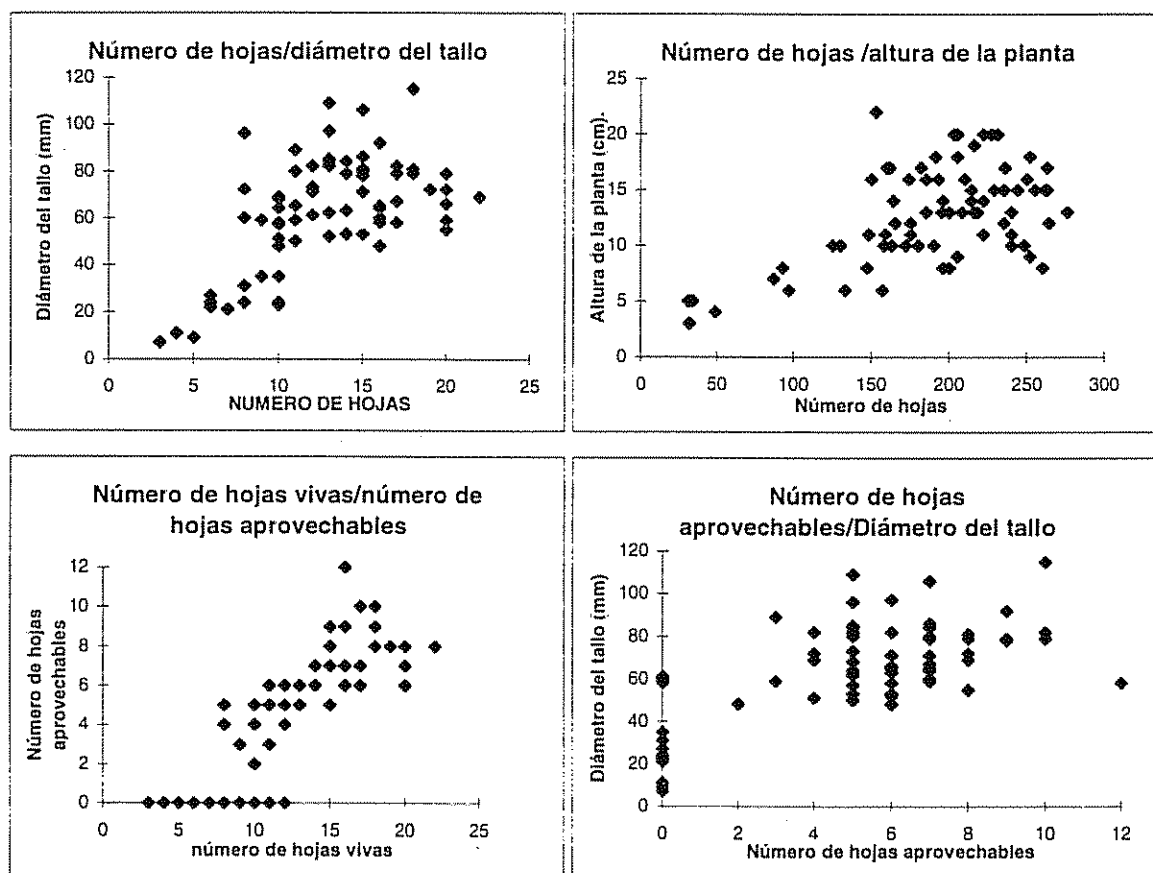 Número de hojas/diámetro del tallo
Diámetro del tallo (mm)
120
100
80
60
40
20
0
0 5 10 15 20 25
NUMERO DE HOJAS
Número de hojas /altura de la planta
Altura de la planta (cm).
25
20
15
10
5
0
0 50 100 150 200 250 300
Número de hojas
Número de hojas vivas/número de
hojas aprovechables
Número de hojas
aprovechables
12
10
8
6
4
2
0
0 5 10 15 20 25
número de hojas vivas
Número de hojas
aprovechables/Diámetro del tallo
Diámetro del tallo (mm)
120
100
80
60
40
20
0
0 2 4 6 8 10 12
Número de hojas aprovechables